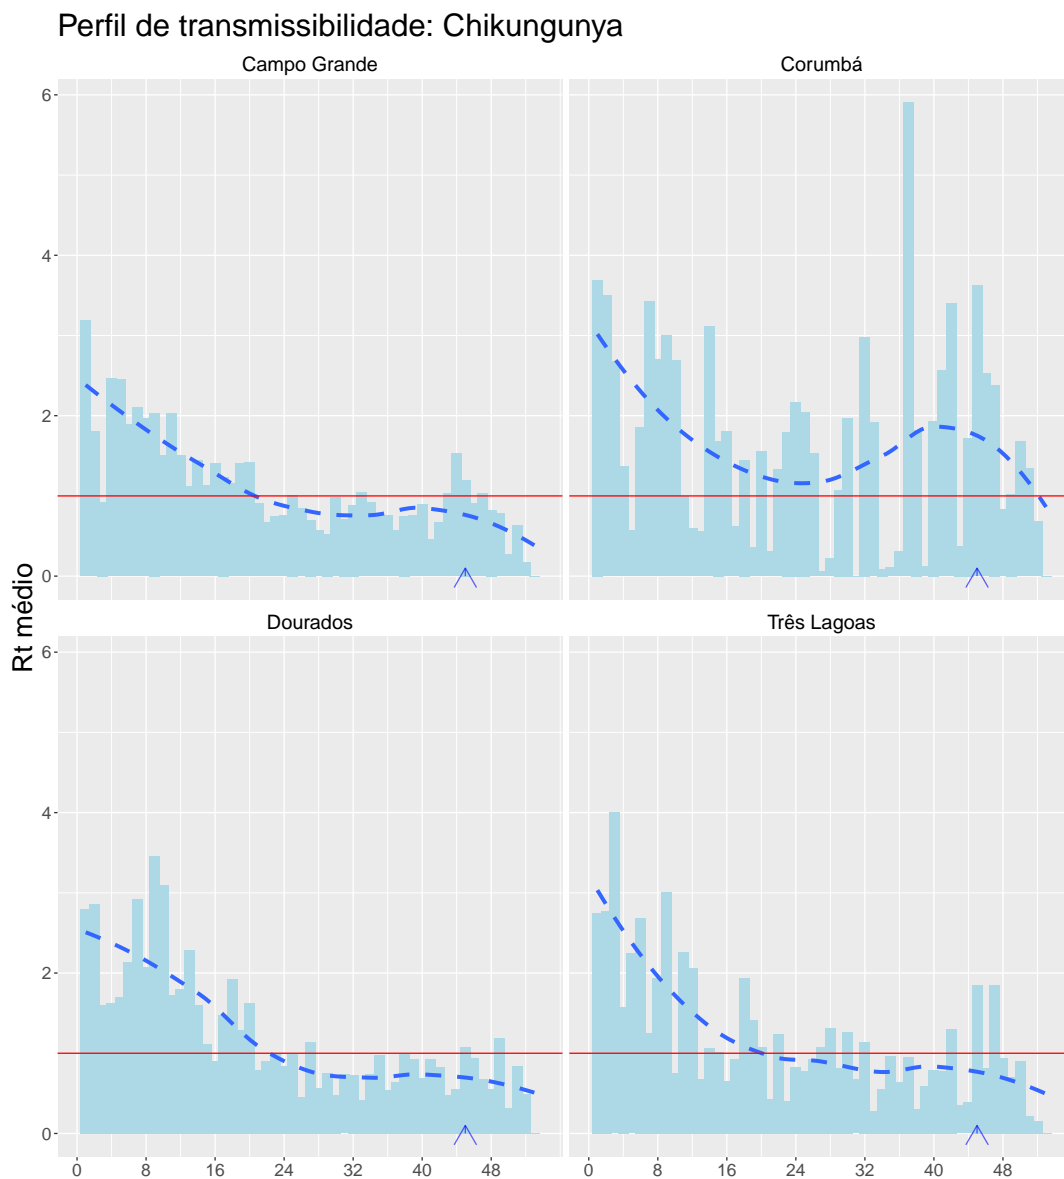 Perfil de transmissibilidade: Chikungunya
Campo Grande
Corumbá
6
4
2
0
Dourados
Três Lagoas
Rt médio
6
4
2
0
0 8 16 24 32 40 48
0 8 16 24 32 40 48